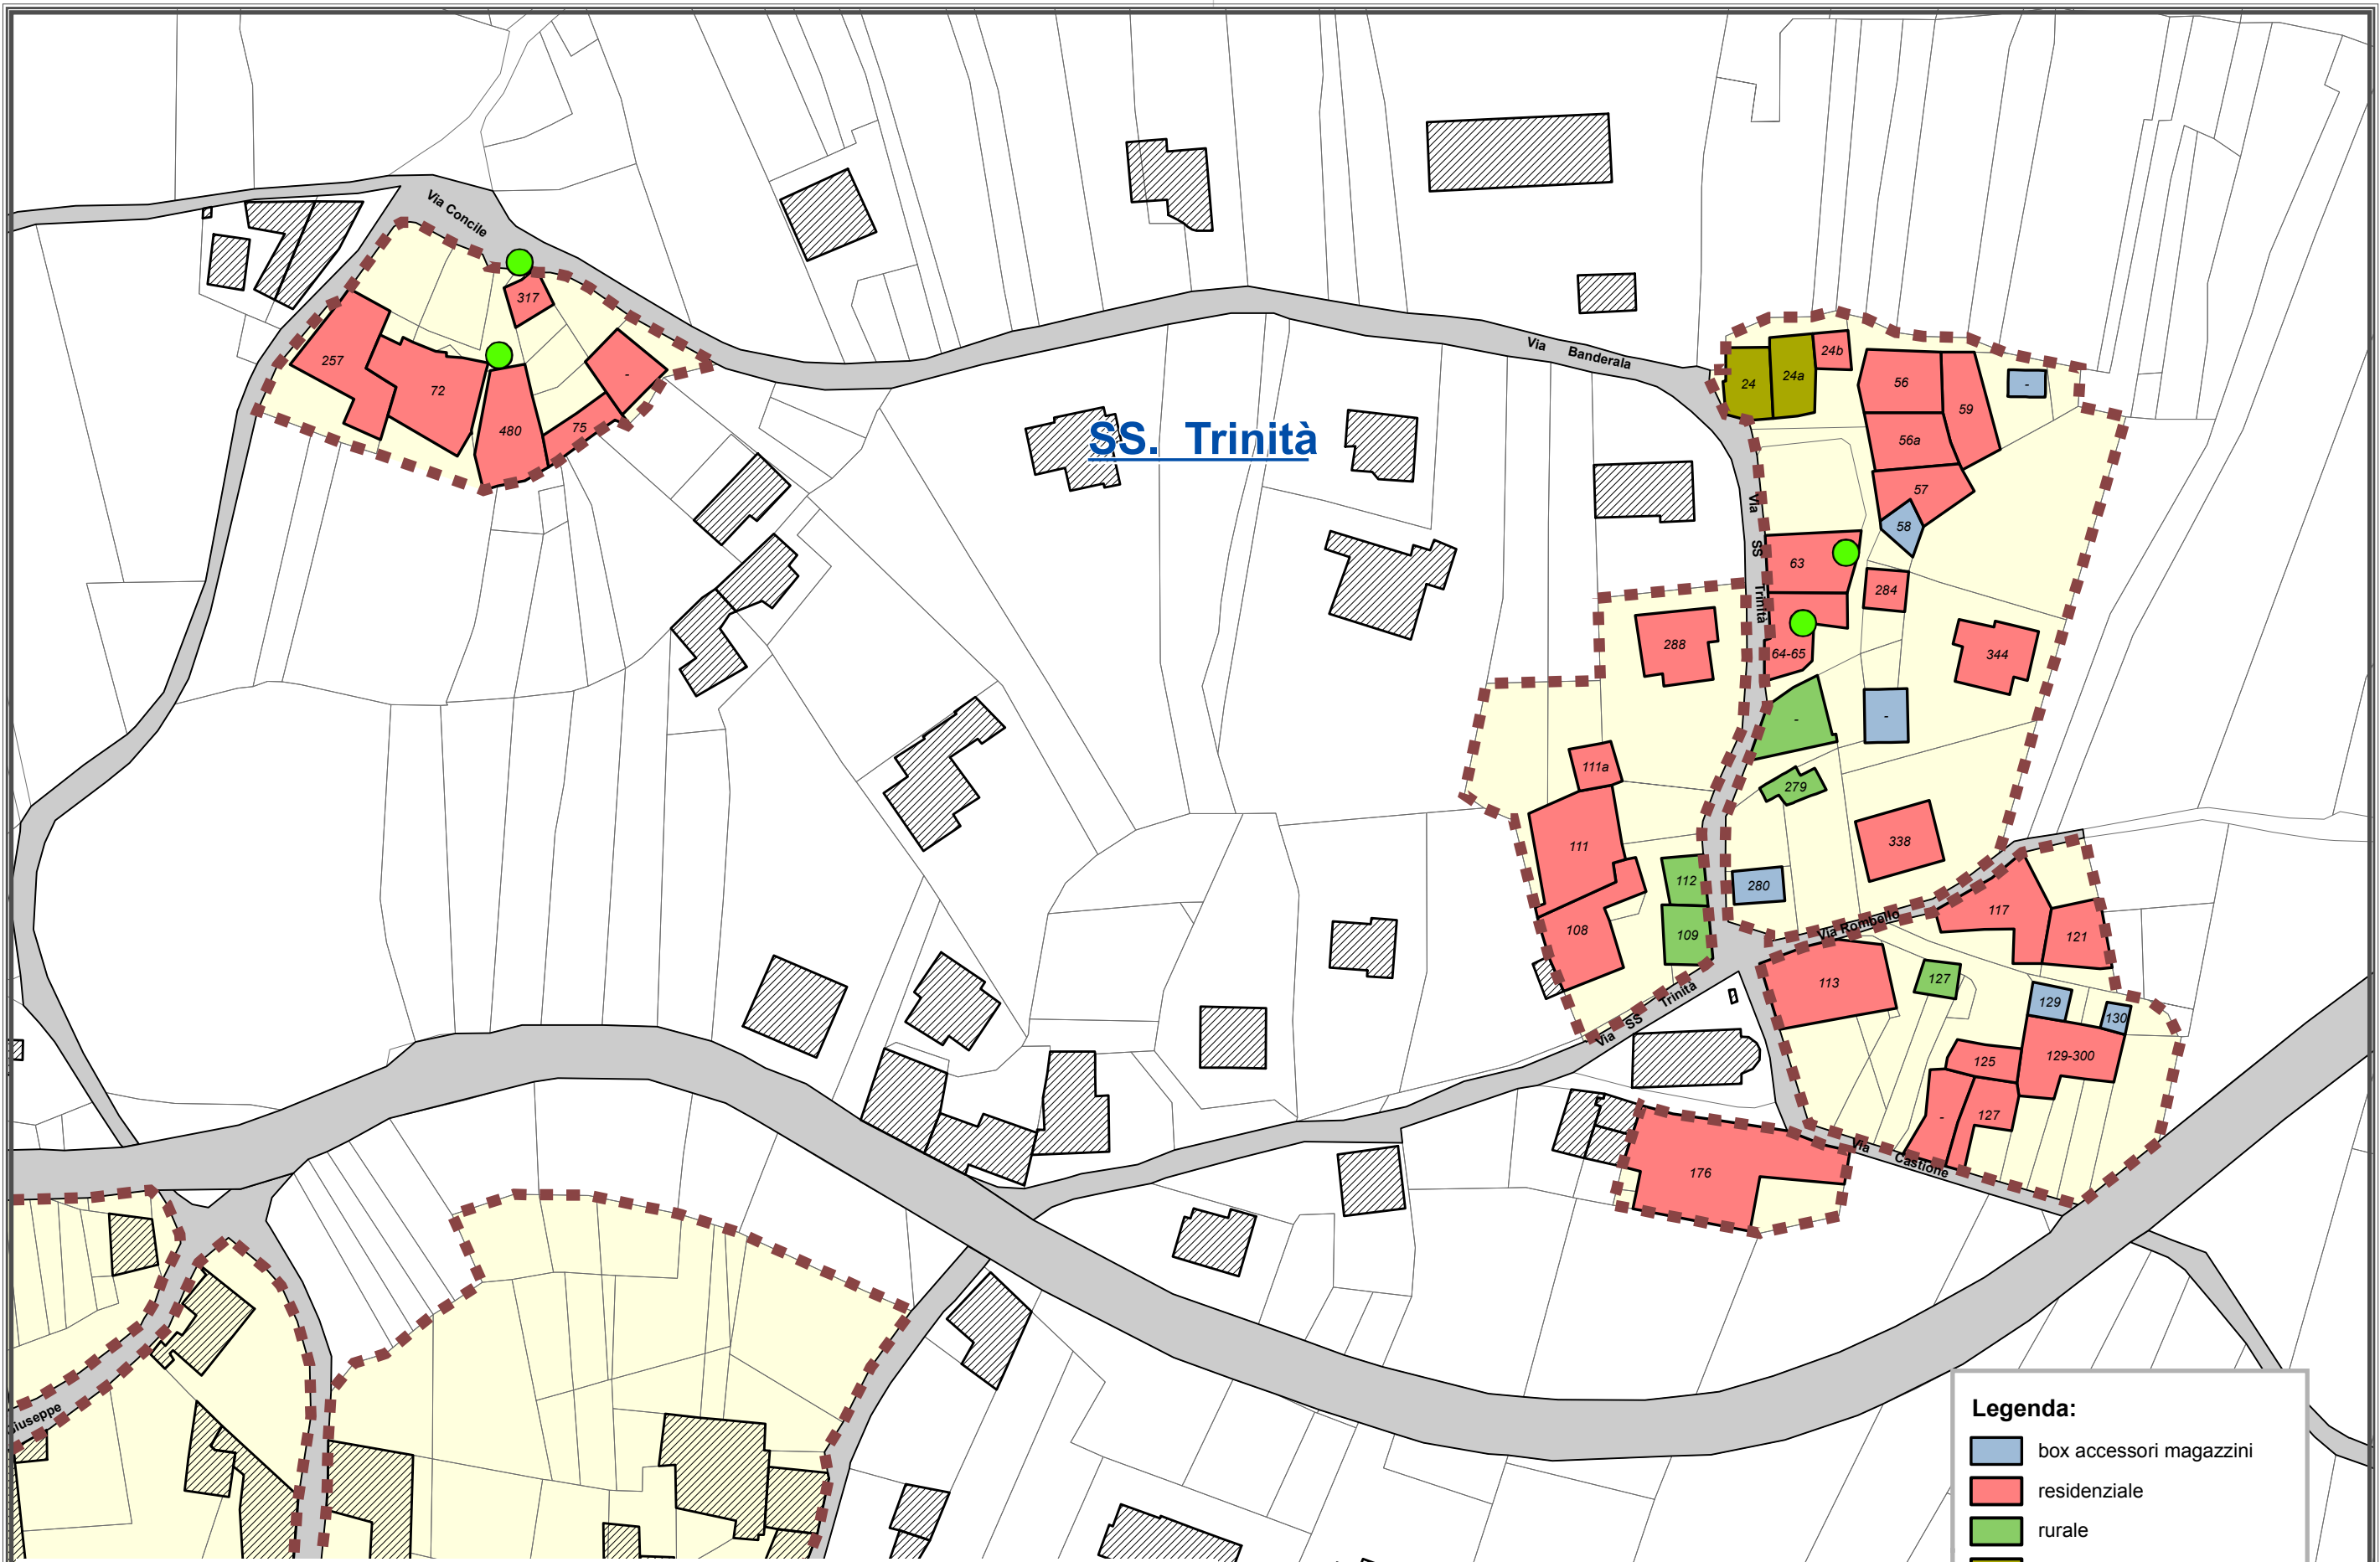 Via Concile
317
257
72
-
480
75
SS. Trinità
Via Banderala
24
24a
24b
56
59
-
56a
57
58
Via SS Trinità
63
284
64-65
288
344
-
-
111a
279
111
338
112
280
108
109
Via Rombello
117
121
113
127
129
130
Via SS Trinità
125
129-300
-
127
176
Via Castione
Legenda:
box accessori magazzini
residenziale
rurale